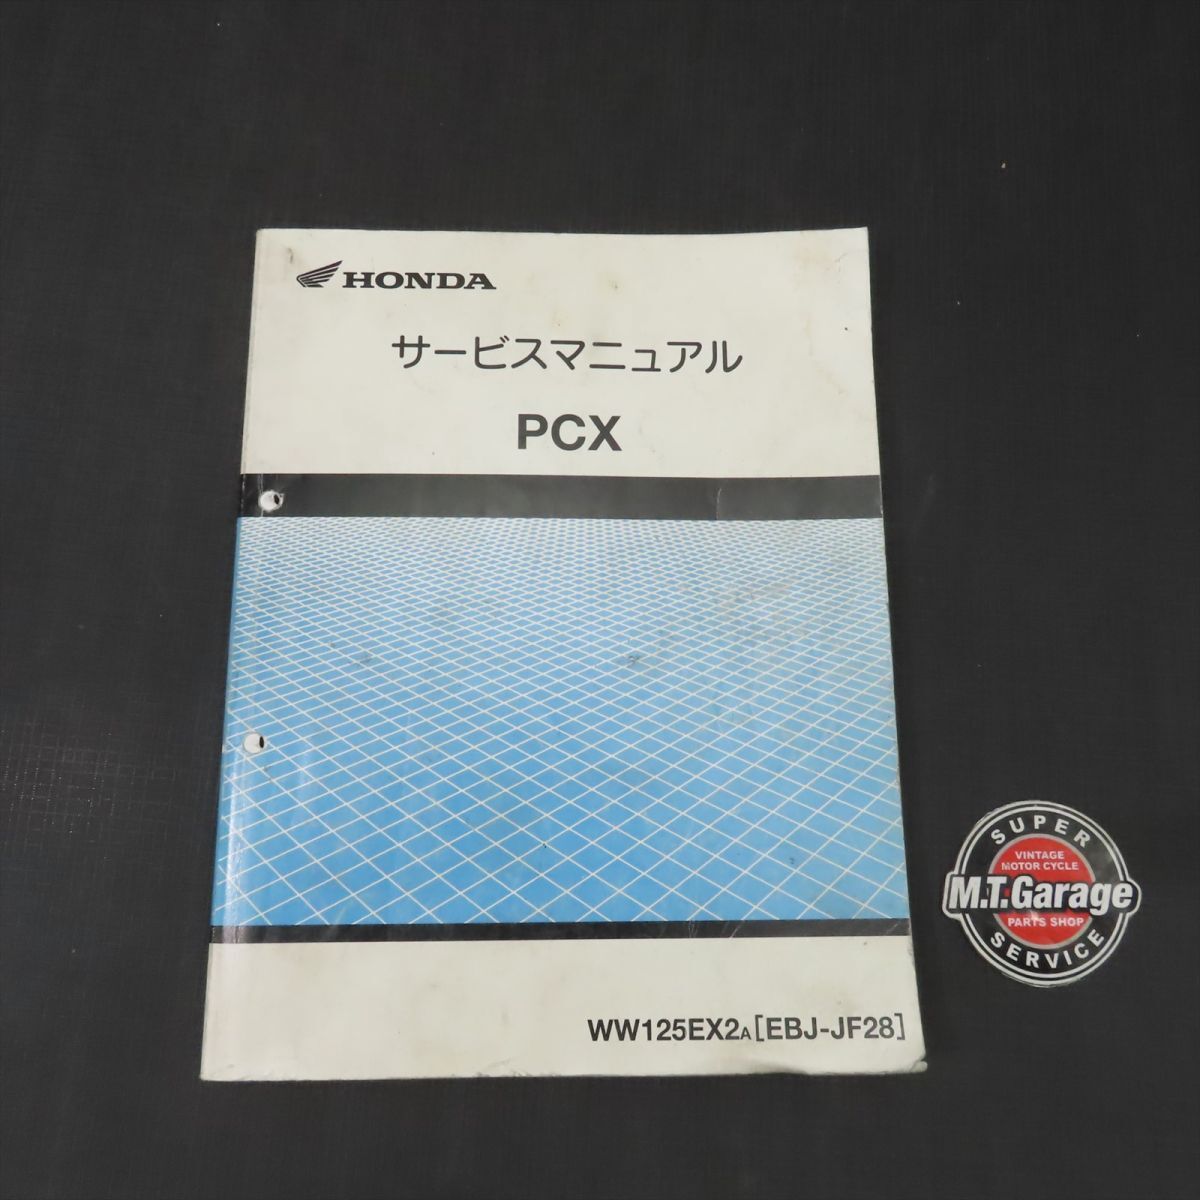 HONDA
サービスマニュアル
PCX
WW125EX2A [EBJ-JF28]
SUPER
VINTAGE
MOTOR CYCLE
M.T.Garage
PARTS SHOP
SERVICE